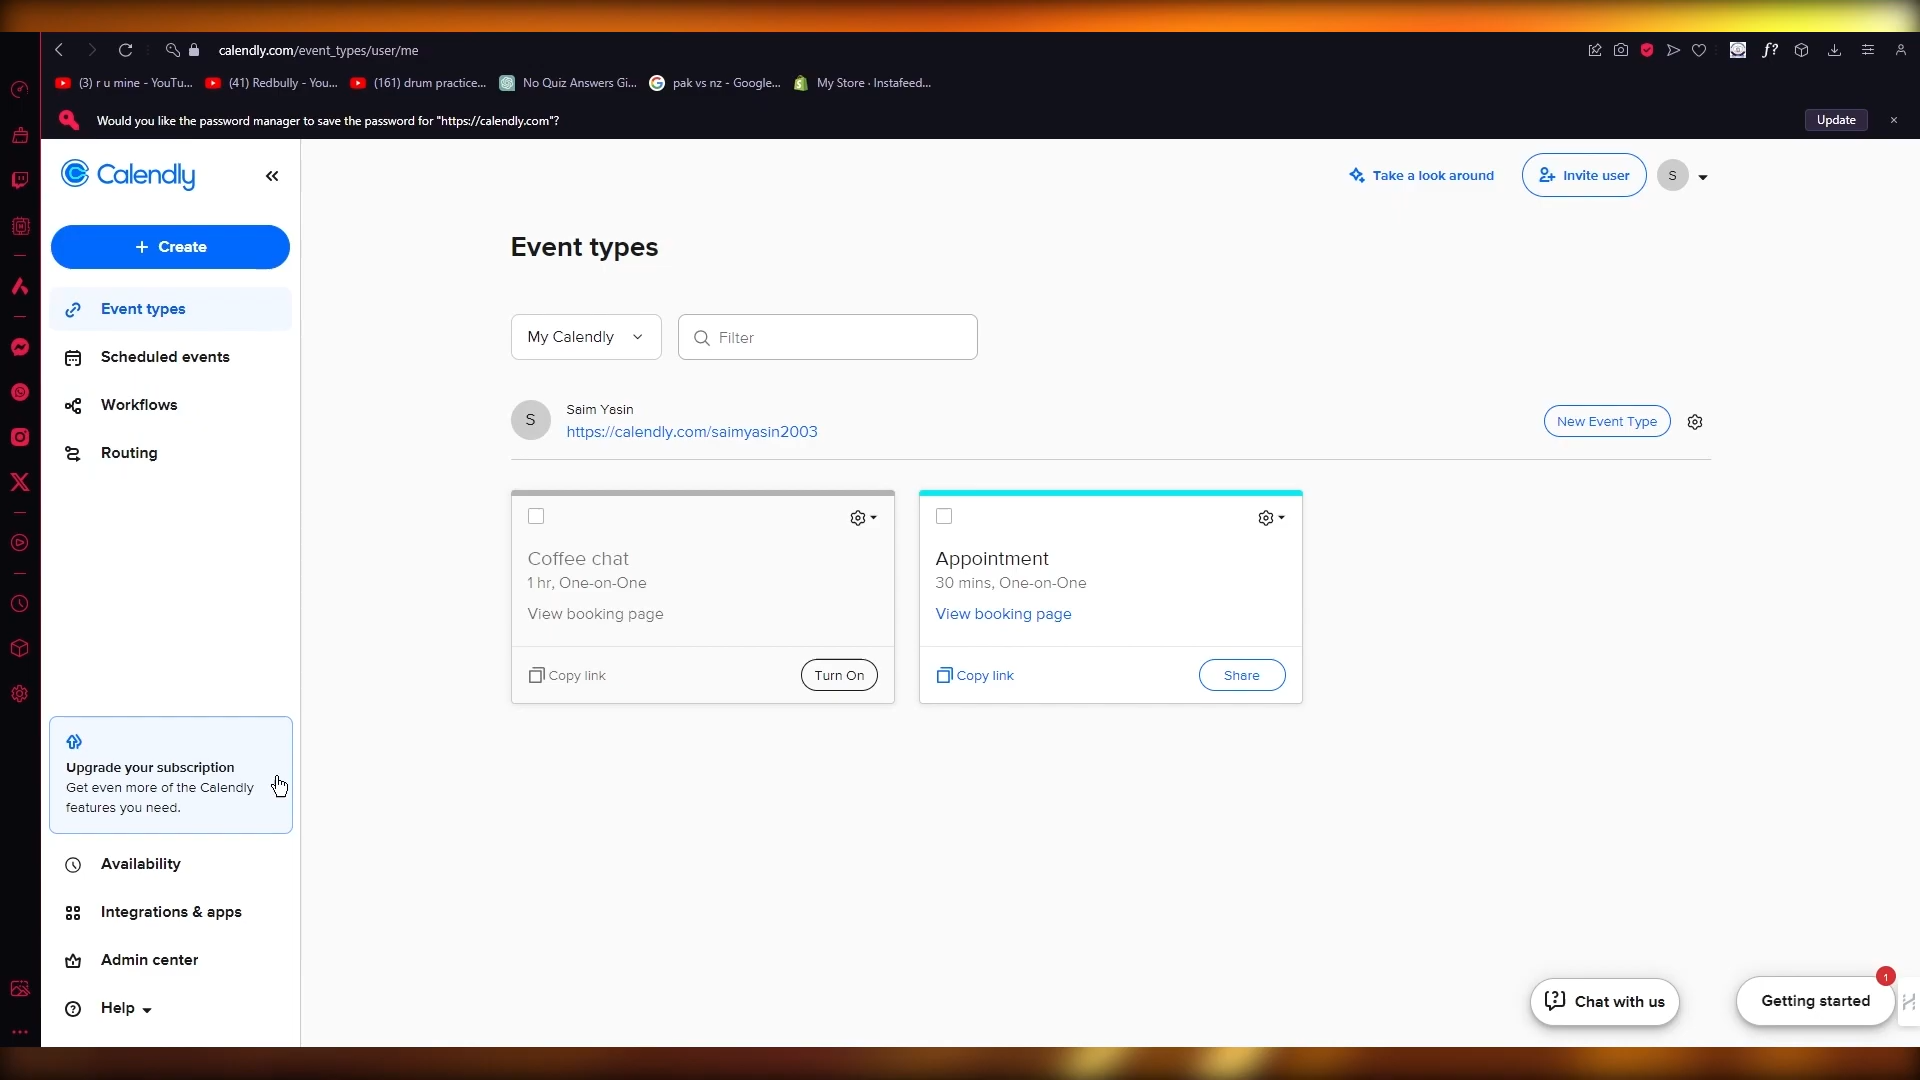 calendly.com/event_types/user/me
(3) r u mine - YouTu...
(41) Redbully - You...
(161) drum practice...
No Quiz Answers Gi...
pak vs nz - Google...
My Store · Instafeed...
Would you like the password manager to save the password for "https://calendly.com"?
Update
Calendly
Take a look around
Invite user
S
+ Create
Event types
Event types
Scheduled events
Workflows
Routing
My Calendly
Filter
S
Saim Yasin
https://calendly.com/saimyasin2003
New Event Type
Coffee chat
1 hr, One-on-One
View booking page
Copy link
Turn On
Appointment
30 mins, One-on-One
View booking page
Copy link
Share
Upgrade your subscription
Get even more of the Calendly
features you need.
Availability
Integrations & apps
Admin center
Help
Chat with us
Getting started
1